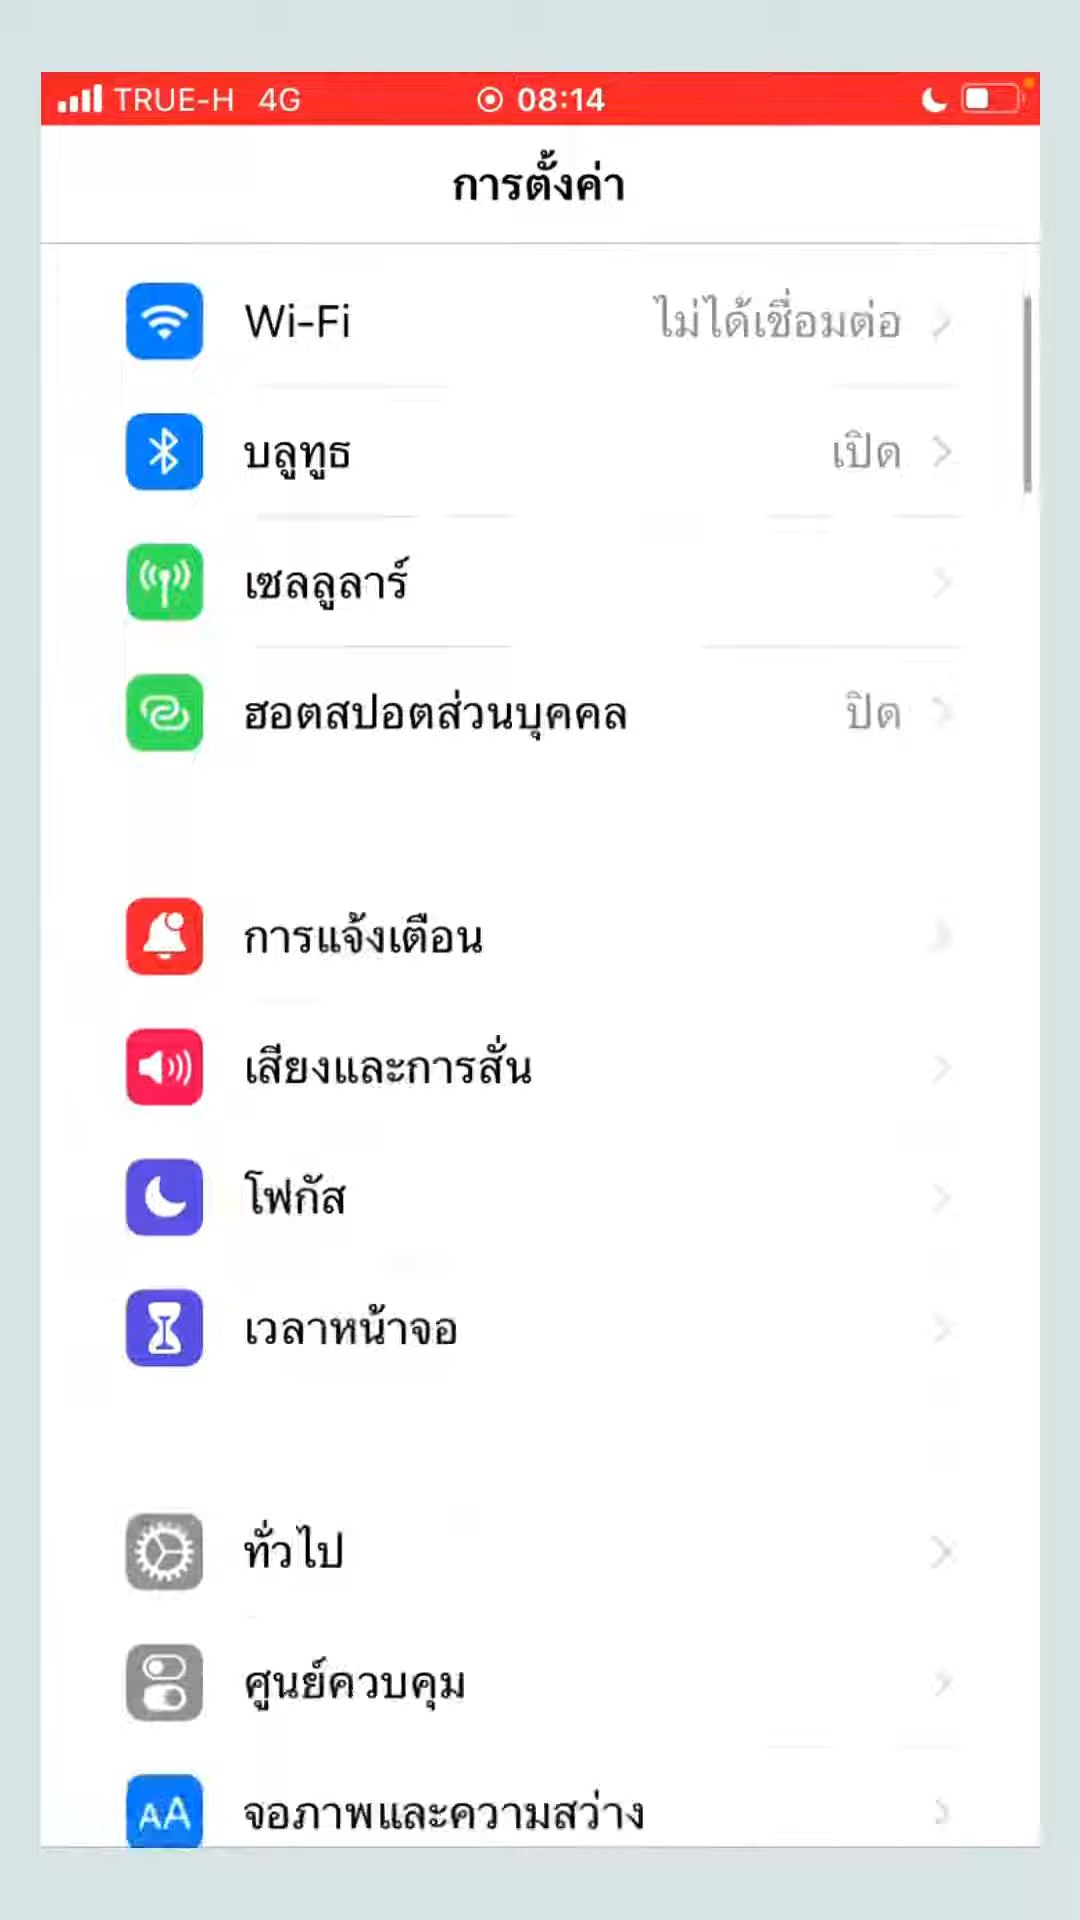 TRUE-H 4G 08:14
การตั้งค่า
Wi-Fi ไม่ได้เชื่อมต่อ
บลูทูธ เปิด
เซลลูลาร์
ฮอตสปอตส่วนบุคคล ปิด
การแจ้งเตือน
เสียงและการสั่น
โฟกัส
เวลาหน้าจอ
ทั่วไป
ศูนย์ควบคุม
AA จอภาพและความสว่าง